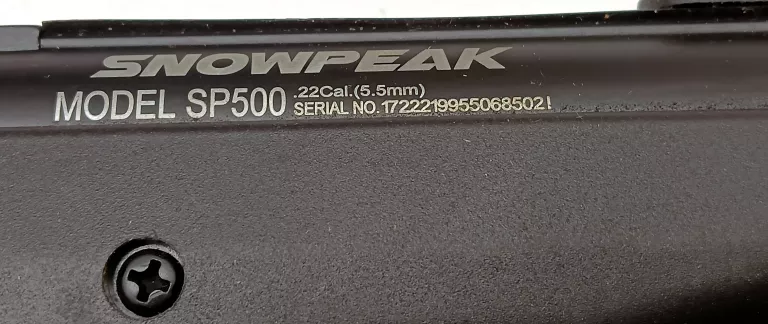 SNOWPEAK
MODEL SP500 .22Cal.(5.5mm)
SERIAL NO.17222199550685021